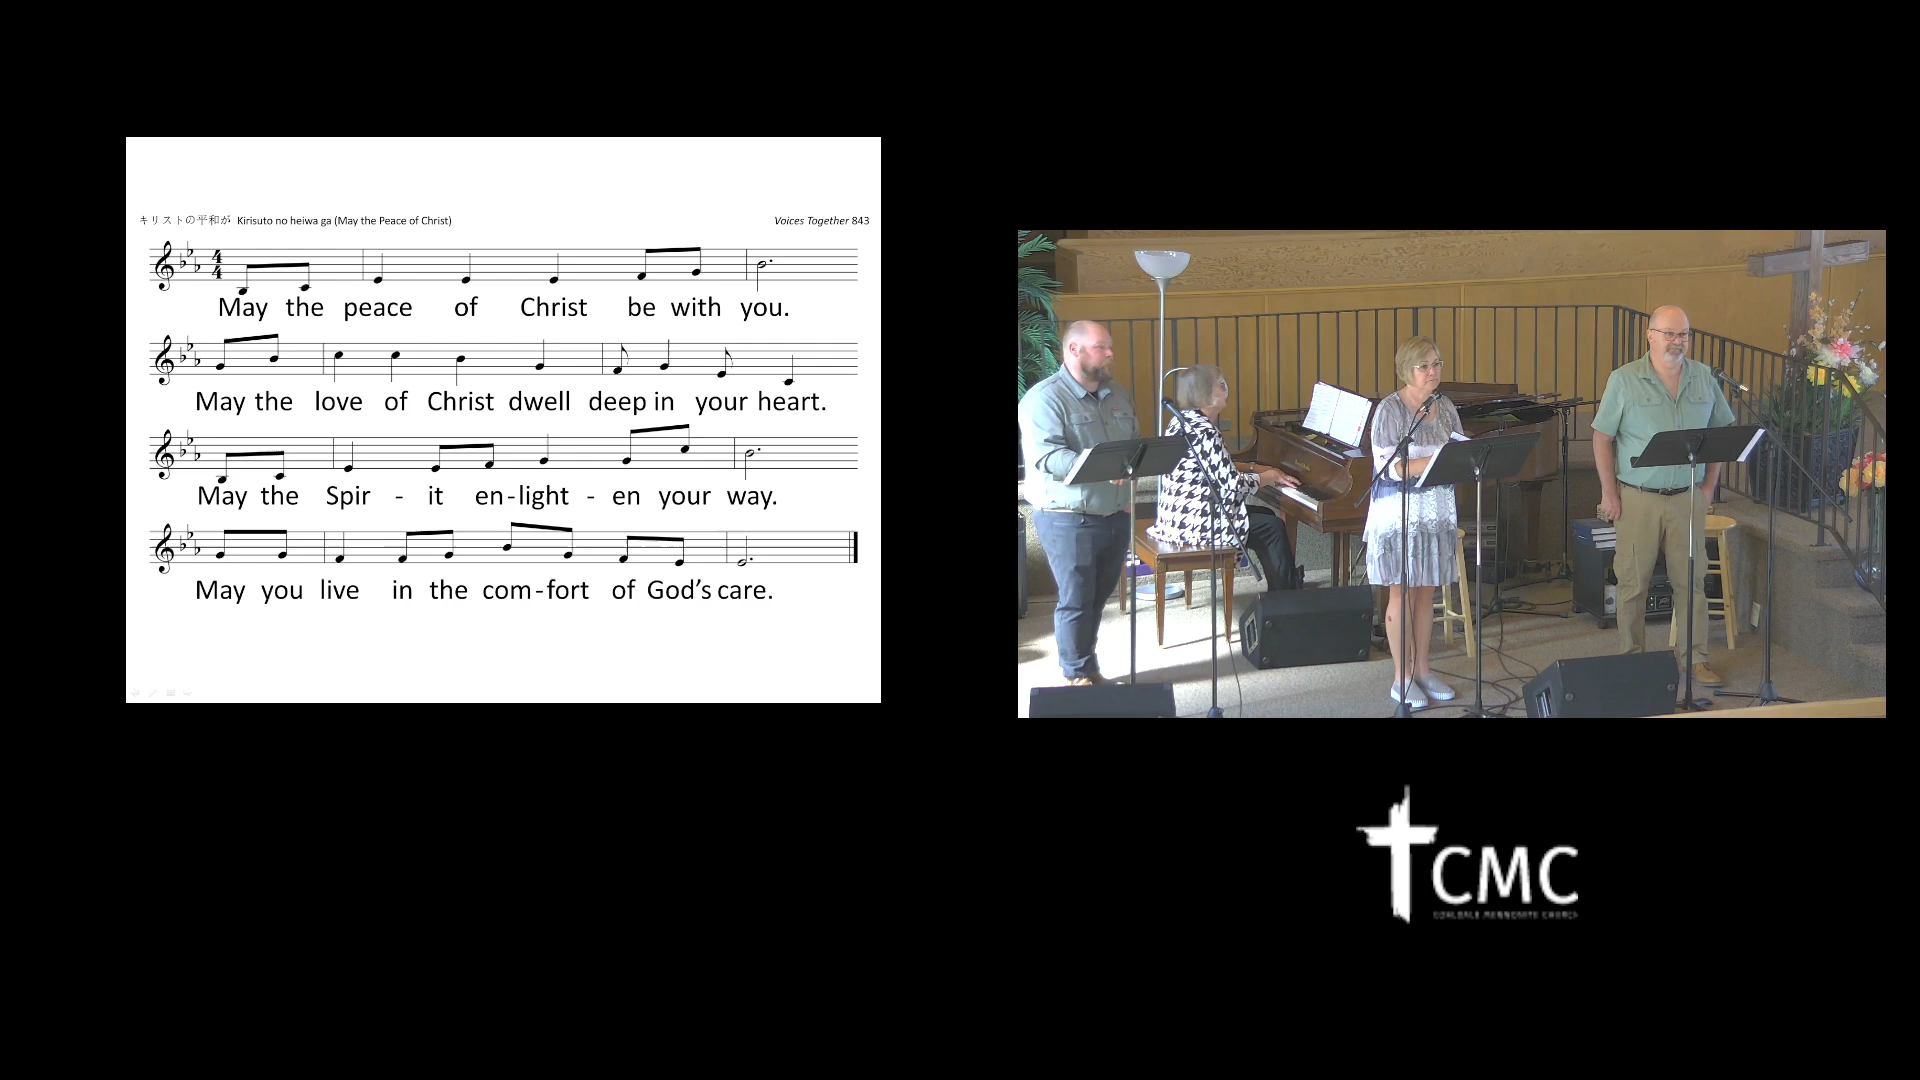 キリストの平和が Kirisuto no heiwa ga (May the Peace of Christ) Voices Together 843
May the peace of Christ be with you.
May the love of Christ dwell deep in your heart.
May the Spir - it en-light - en your way.
May you live in the com-fort of God's care.
CMC
COALDALE MENNONITE CHURCH